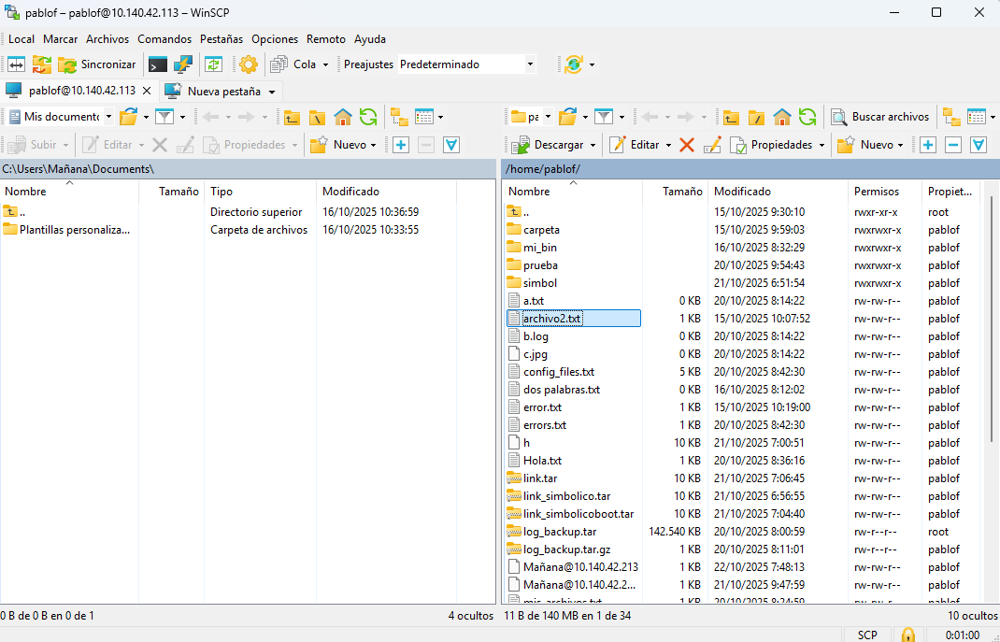 pablof – pablof@10.140.42.113 – WinSCP
Local Marcar Archivos Comandos Pestañas Opciones Remoto Ayuda
Sincronizar Cola Preajustes Predeterminado
pablof@10.140.42.113 Nueva pestaña
Mis documento pa Buscar archivos
Subir Editar Propiedades Nuevo Descargar Editar Propiedades Nuevo
C:\Users\Mañana\Documents\
Nombre Tamaño Tipo Modificado
.. Directorio superior 16/10/2025 10:36:59
Plantillas personaliza... Carpeta de archivos 16/10/2025 10:33:55
0 B de 0 B en 0 de 1 4 ocultos
/home/pablof/
Nombre Tamaño Modificado Permisos Propiet...
.. 15/10/2025 9:30:10 rwxr-xr-x root
carpeta 15/10/2025 9:59:03 rwxrwxr-x pablof
mi_bin 16/10/2025 8:32:29 rwxrwxr-x pablof
prueba 20/10/2025 9:54:43 rwxrwxr-x pablof
simbol 21/10/2025 6:51:54 rwxrwxr-x pablof
a.txt 0 KB 20/10/2025 8:14:22 rw-rw-r-- pablof
archivo2.txt 1 KB 15/10/2025 10:07:52 rw-rw-r-- pablof
b.log 0 KB 20/10/2025 8:14:22 rw-rw-r-- pablof
c.jpg 0 KB 20/10/2025 8:14:22 rw-rw-r-- pablof
config_files.txt 5 KB 20/10/2025 8:42:30 rw-rw-r-- pablof
dos palabras.txt 0 KB 16/10/2025 8:12:02 rw-rw-r-- pablof
error.txt 1 KB 15/10/2025 10:19:00 rw-rw-r-- pablof
errors.txt 1 KB 20/10/2025 8:42:30 rw-rw-r-- pablof
h 10 KB 21/10/2025 7:00:51 rw-rw-r-- pablof
Hola.txt 1 KB 20/10/2025 8:36:16 rw-rw-r-- pablof
link.tar 10 KB 21/10/2025 7:06:45 rw-rw-r-- pablof
link_simbolico.tar 10 KB 21/10/2025 6:56:55 rw-rw-r-- pablof
link_simbolicoboot.tar 10 KB 21/10/2025 7:04:40 rw-rw-r-- pablof
log_backup.tar 142.540 KB 20/10/2025 8:00:59 rw-r--r-- root
log_backup.tar.gz 1 KB 20/10/2025 8:11:01 rw-r--r-- pablof
Mañana@10.140.42.213 1 KB 22/10/2025 7:48:13 rw-rw-r-- pablof
Mañana@10.140.42.2... 1 KB 21/10/2025 9:47:59 rw-rw-r-- pablof
mis_archivos.txt 1 KB 20/10/2025 8:24:59 rw-rw-r-- pablof
11 B de 140 MB en 1 de 34 10 ocultos
SCP 0:01:00